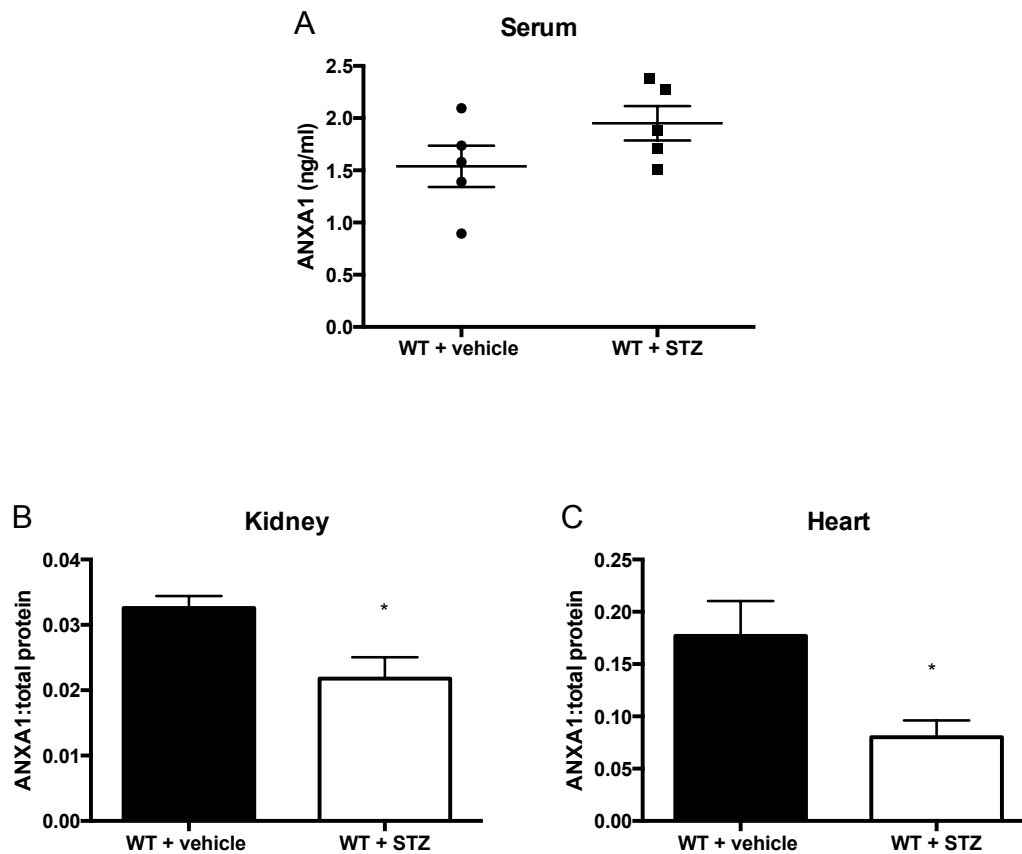 A
Serum
ANXA1 (ng/ml)
2.5
2.0
1.5
1.0
0.5
0.0
WT + vehicle
WT + STZ
B
Kidney
ANXA1:total protein
0.04
0.03
0.02
0.01
0.00
*
WT + vehicle
WT + STZ
C
Heart
ANXA1:total protein
0.25
0.20
0.15
0.10
0.05
0.00
*
WT + vehicle
WT + STZ